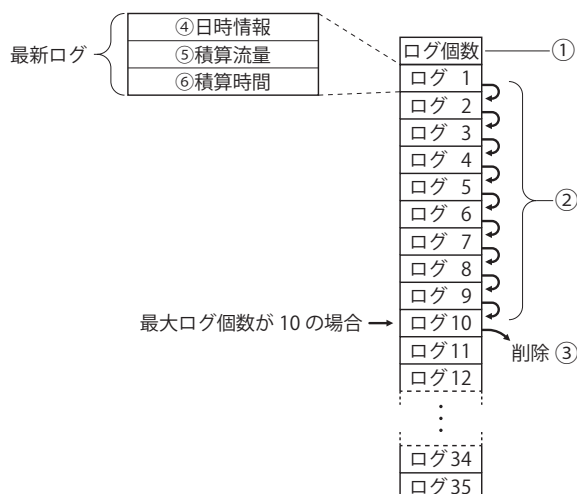 最新ログ
④日時情報
⑤積算流量
⑥積算時間
ログ個数
①
ログ 1
ログ 2
ログ 3
ログ 4
ログ 5
ログ 6
ログ 7
ログ 8
ログ 9
②
最大ログ個数が 10 の場合
ログ10
削除 ③
ログ11
ログ12
ログ34
ログ35